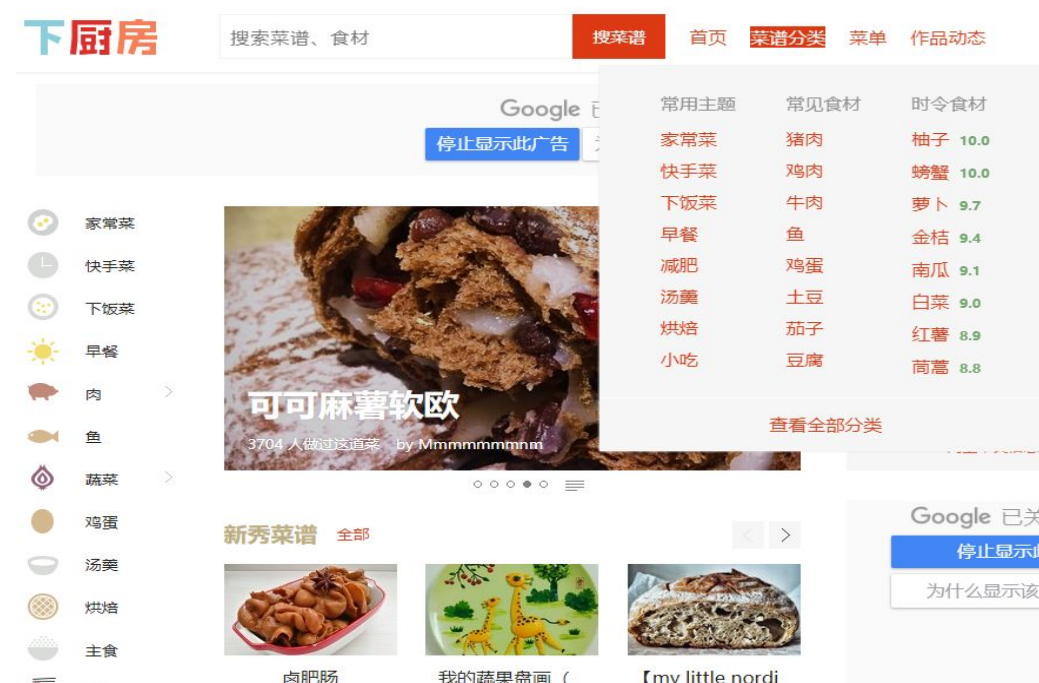 下厨房
搜索菜谱、食材
搜菜谱
首页
菜谱分类
菜单
作品动态
Google
停止显示此广告
常用主题
家常菜
快手菜
下饭菜
早餐
减肥
汤羹
烘焙
小吃
常见食材
猪肉
鸡肉
牛肉
鱼
鸡蛋
土豆
茄子
豆腐
时令食材
柚子 10.0
螃蟹 10.0
萝卜 9.7
金桔 9.4
南瓜 9.1
白菜 9.0
红薯 8.9
茼蒿 8.8
查看全部分类
家常菜
快手菜
下饭菜
早餐
肉
鱼
蔬菜
鸡蛋
汤羹
烘焙
主食
可可麻薯软欧
3704 人做过这道菜 by Mmmmmmmnm
新秀菜谱 全部
卤肥肠
我的蔬果盘画（
【my little nordi
Google 已关
停止显示
为什么显示该